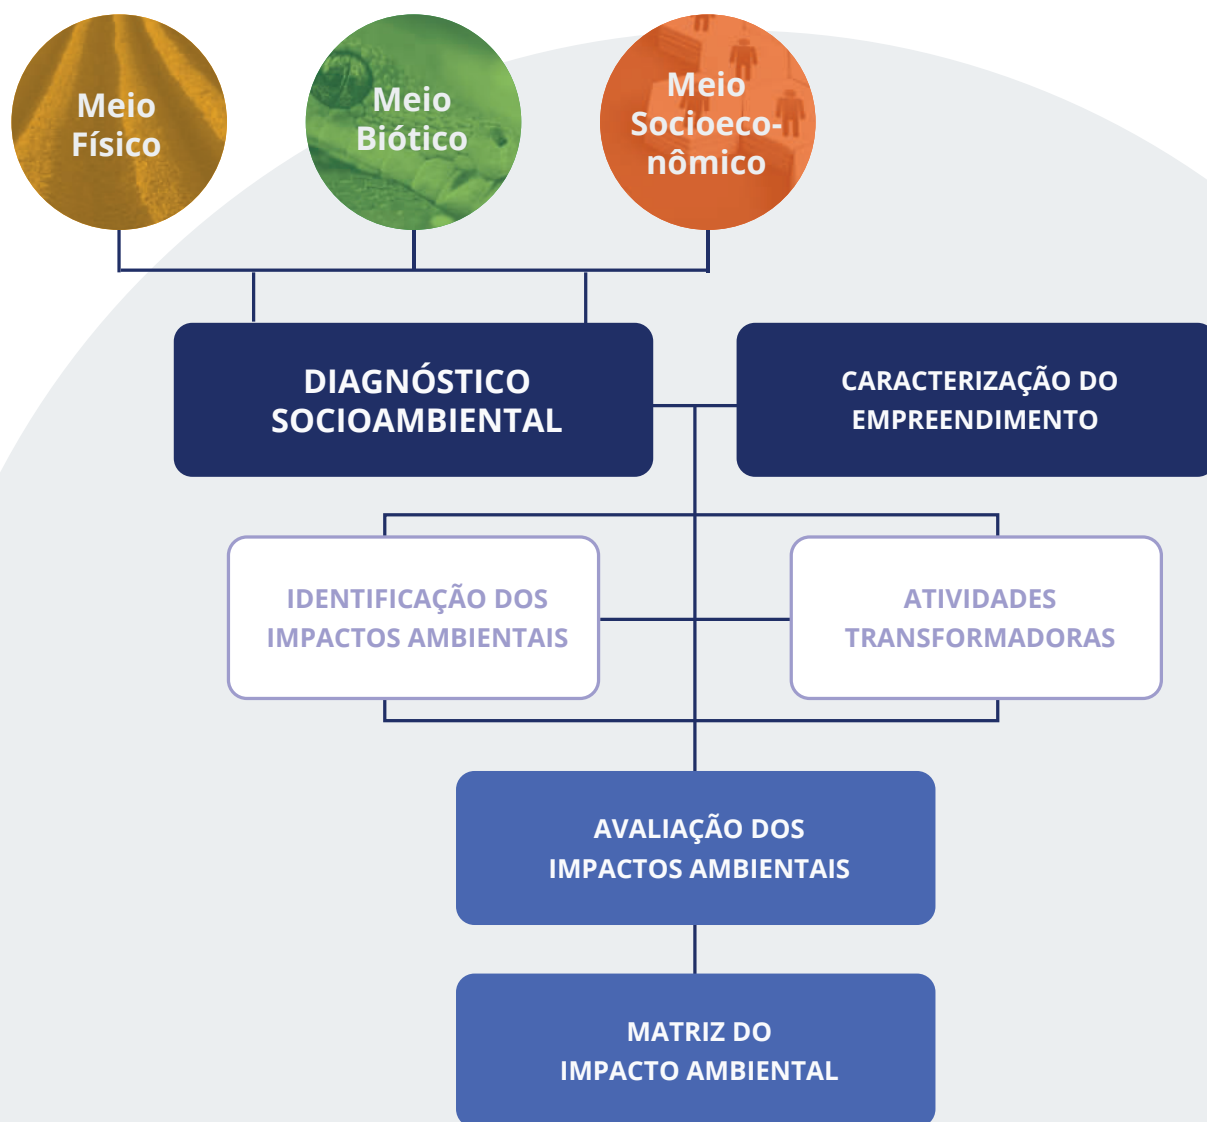 Meio
Físico
Meio
Biótico
Meio
Socioeco-
nômico
DIAGNÓSTICO
SOCIOAMBIENTAL
CARACTERIZAÇÃO DO
EMPREENDIMENTO
IDENTIFICAÇÃO DOS
IMPACTOS AMBIENTAIS
ATIVIDADES
TRANSFORMADORAS
AVALIAÇÃO DOS
IMPACTOS AMBIENTAIS
MATRIZ DO
IMPACTO AMBIENTAL